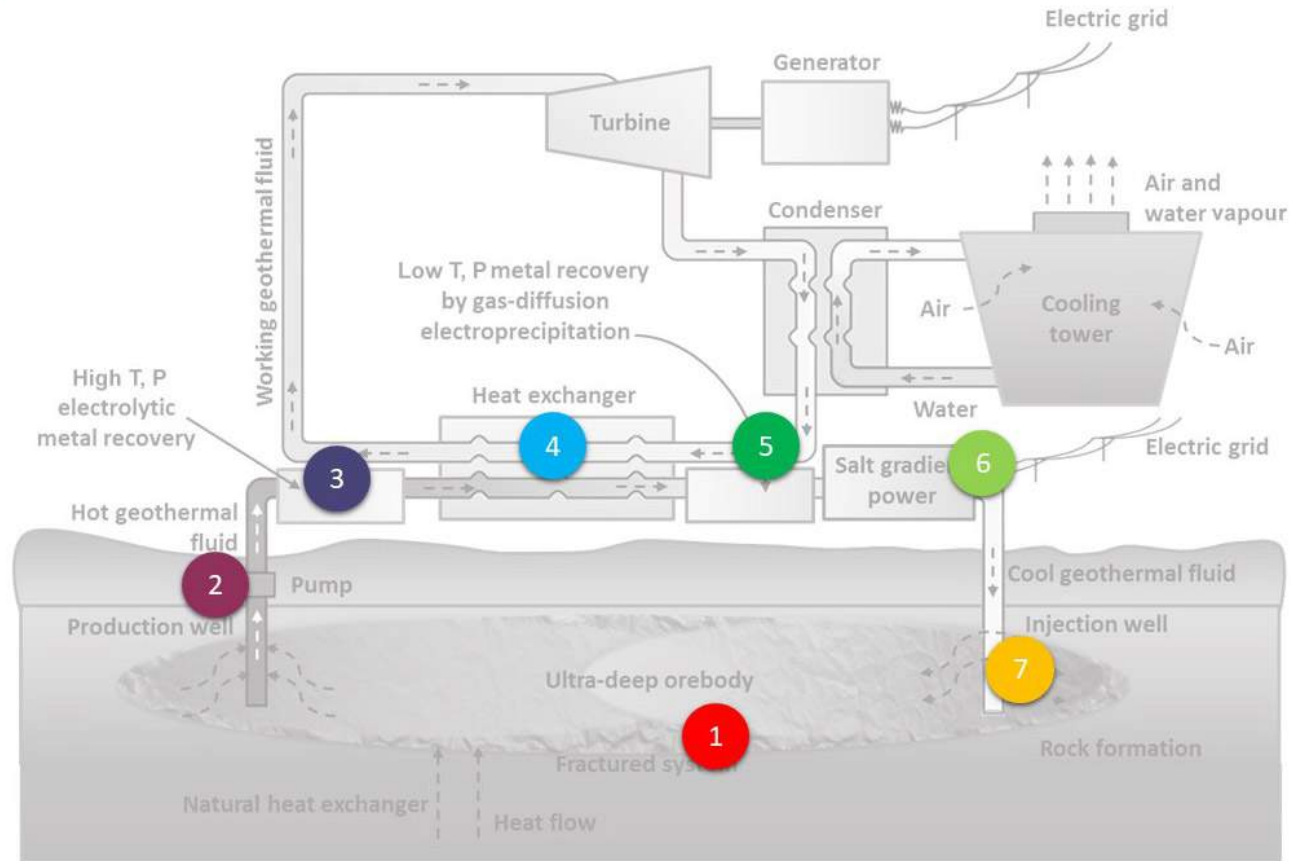 Electric grid
Generator
Turbine
Air and
water vapour
Condenser
Working geothermal fluid
Low T, P metal recovery
by gas-diffusion
electroprecipitation
Air
Cooling
tower
Air
High T, P
electrolytic
metal recovery
Heat exchanger
Water
4
5
Electric grid
3
Salt
power
6
Hot geothermal
fluid
2
Pump
Cool geothermal fluid
Production well
Injection well
7
Ultra-deep orebody
1
Rock formation
Fractured
Natural heat exchanger
Heat flow